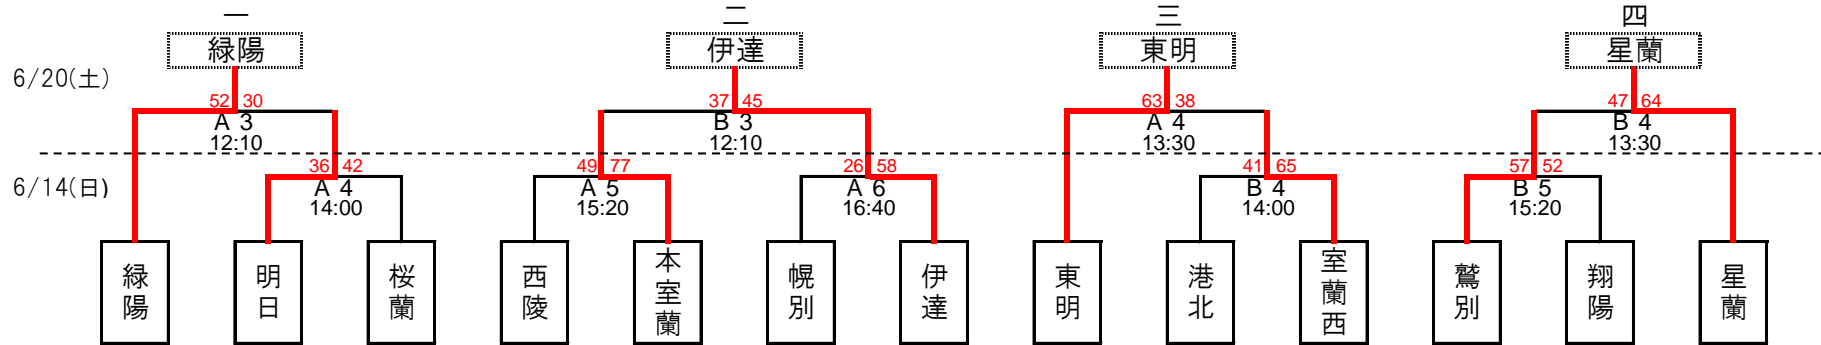 一 二 三 四
緑陽 伊達 東明 星蘭
6/20(土)
52 30 37 45 63 38 47 64
A 3 B 3 A 4 B 4
12:10 12:10 13:30 13:30
36 42 49 77 26 58 41 65 57 52
6/14(日)
A 4 A 5 A 6 B 4 B 5
14:00 15:20 16:40 14:00 15:20
緑陽 明日 桜蘭 西陵 本室蘭 幌別 伊達 東明 港北 室蘭西 鷲別 翔陽 星蘭